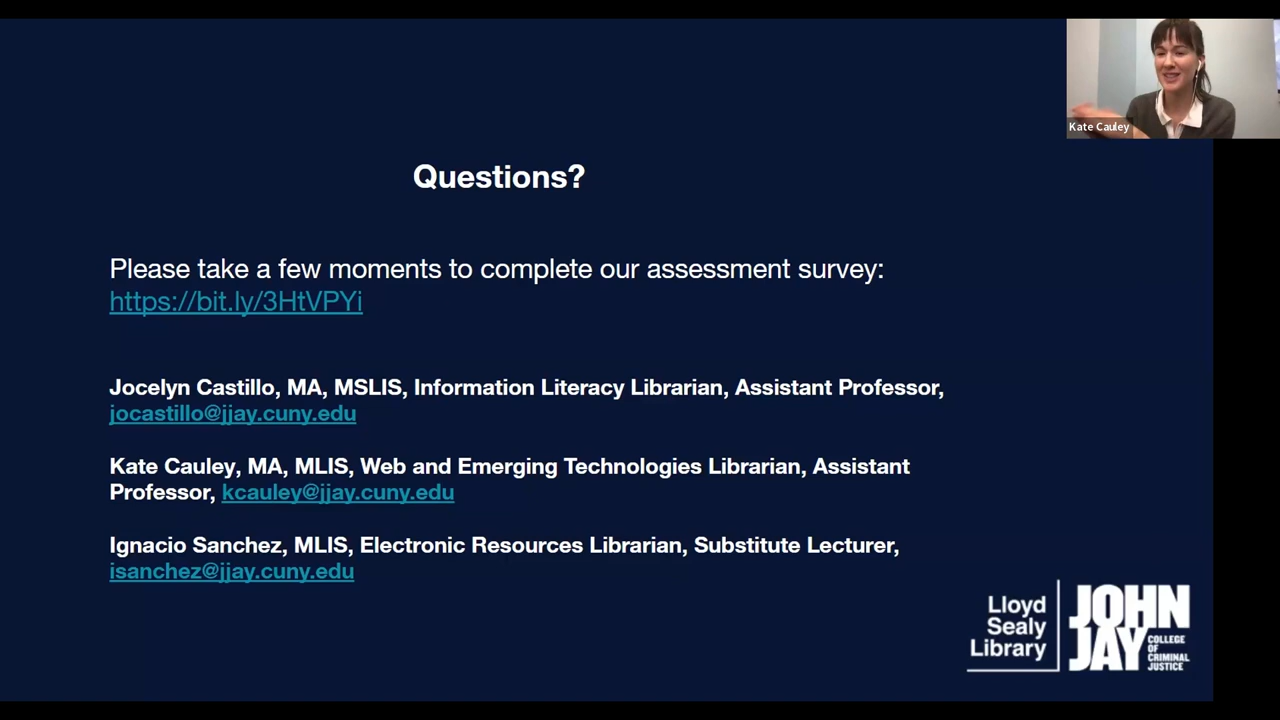 Kate Cauley
Questions?
Please take a few moments to complete our assessment survey:
https://bit.ly/3HtVPYi
Jocelyn Castillo, MA, MSLIS, Information Literacy Librarian, Assistant Professor,
jocastillo@jjay.cuny.edu
Kate Cauley, MA, MLIS, Web and Emerging Technologies Librarian, Assistant
Professor, kcauley@jjay.cuny.edu
Ignacio Sanchez, MLIS, Electronic Resources Librarian, Substitute Lecturer,
isanchez@jjay.cuny.edu
Lloyd
Sealy
Library
JOHN
JAY
COLLEGE
OF
CRIMINAL
JUSTICE